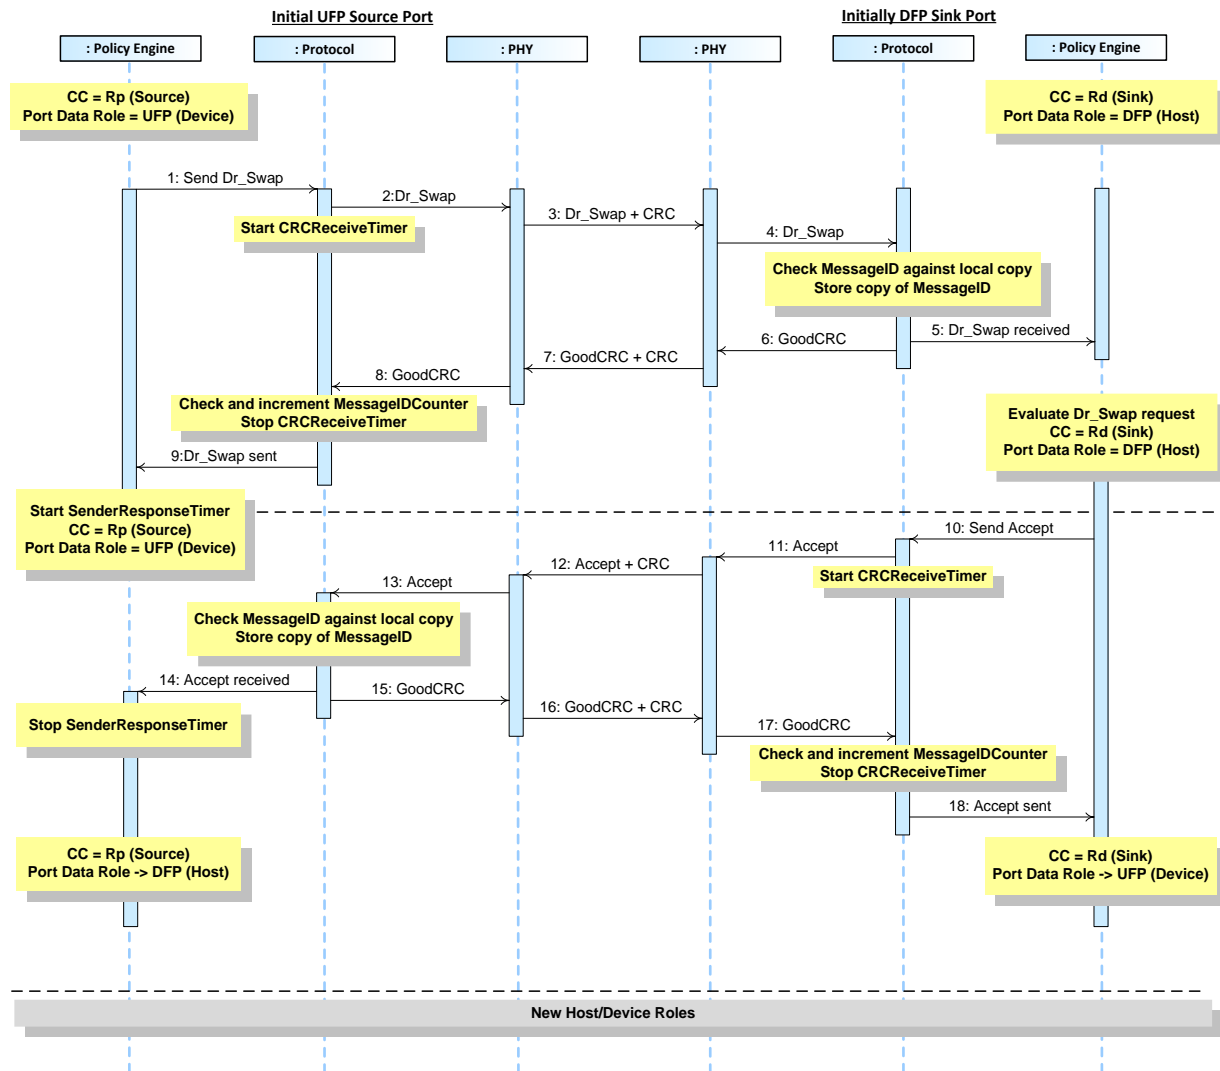 Initial UFP Source Port
Initially DFP Sink Port
: Policy Engine
: Protocol
: PHY
: PHY
: Protocol
: Policy Engine
CC = Rp (Source)
Port Data Role = UFP (Device)
CC = Rd (Sink)
Port Data Role = DFP (Host)
1: Send Dr_Swap
2:Dr_Swap
Start CRCReceiveTimer
3: Dr_Swap + CRC
4: Dr_Swap
Check MessageID against local copy
Store copy of MessageID
5: Dr_Swap received
6: GoodCRC
7: GoodCRC + CRC
8: GoodCRC
Check and increment MessageIDCounter
Stop CRCReceiveTimer
Evaluate Dr_Swap request
CC = Rd (Sink)
Port Data Role = DFP (Host)
9:Dr_Swap sent
Start SenderResponseTimer
CC = Rp (Source)
Port Data Role = UFP (Device)
10: Send Accept
11: Accept
Start CRCReceiveTimer
12: Accept + CRC
13: Accept
Check MessageID against local copy
Store copy of MessageID
14: Accept received
15: GoodCRC
Stop SenderResponseTimer
16: GoodCRC + CRC
17: GoodCRC
Check and increment MessageIDCounter
Stop CRCReceiveTimer
18: Accept sent
CC = Rp (Source)
Port Data Role -> DFP (Host)
CC = Rd (Sink)
Port Data Role -> UFP (Device)
New Host/Device Roles